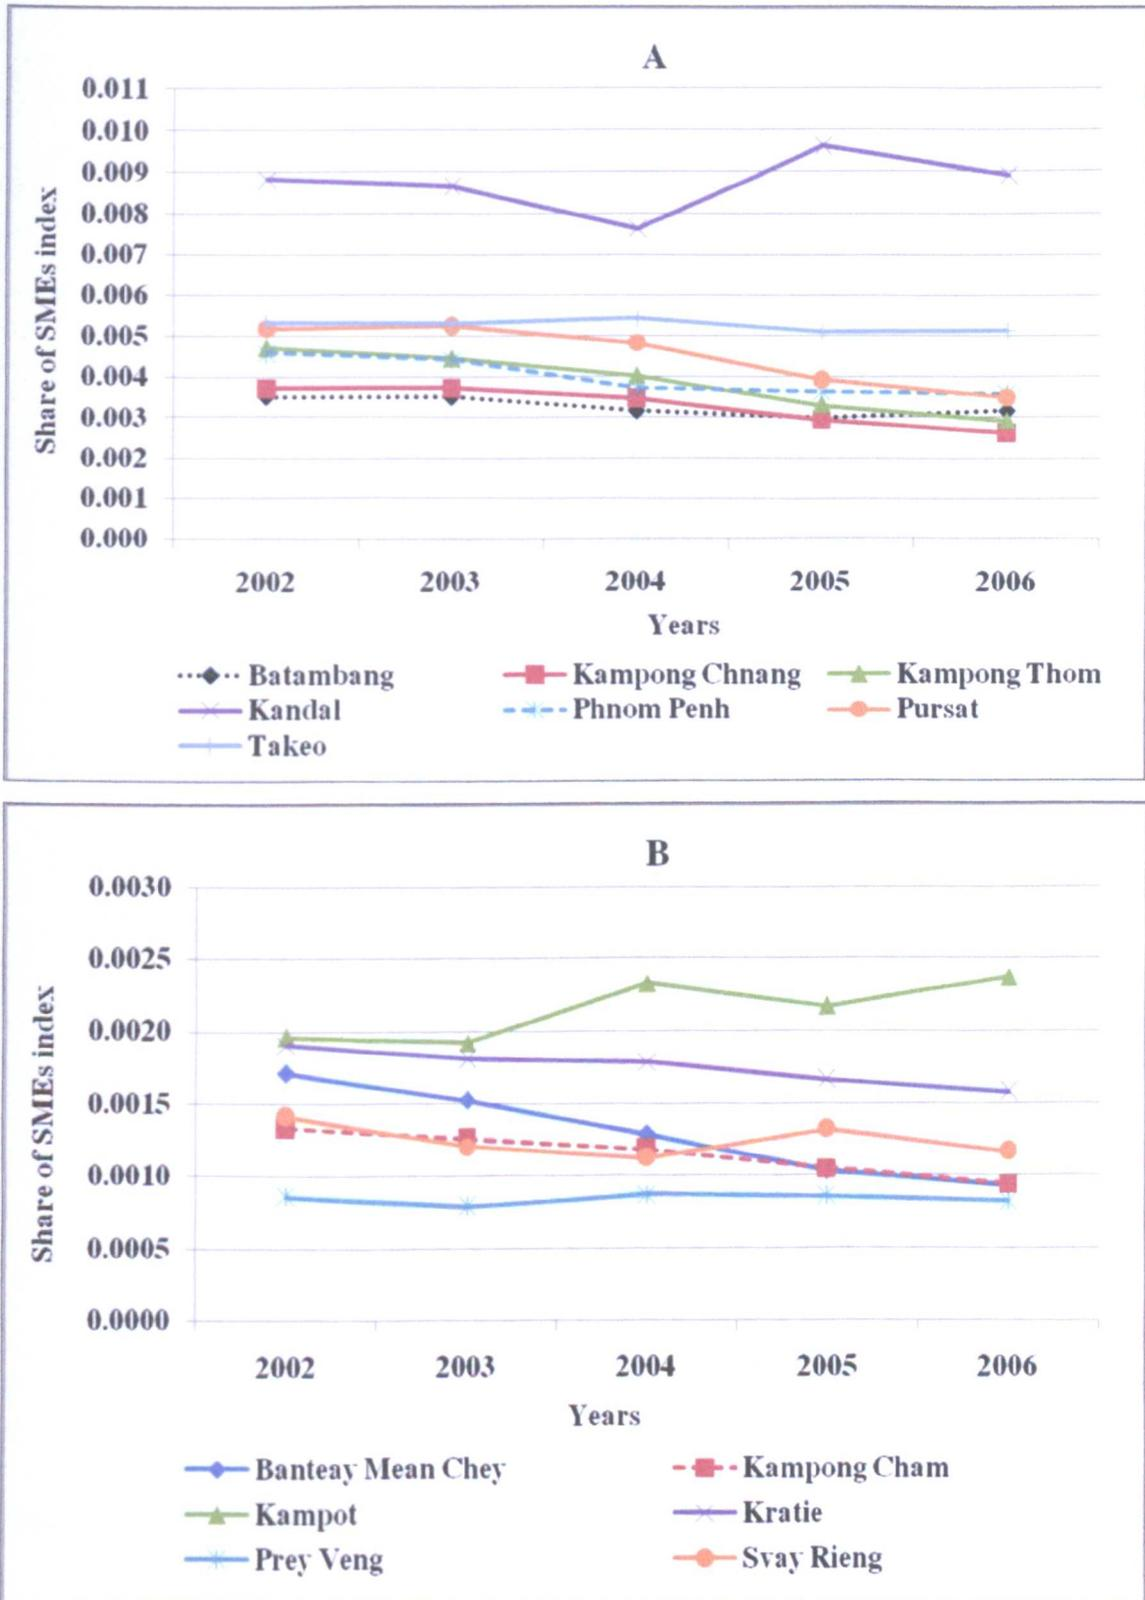 A
0.011
0.010
0.009
0.008
0.007
0.006
0.005
0.004
0.003
0.002
0.001
0.000
Share of SMEs index
2002 2003 2004 2005 2006
Years
Batambang Kampong Chnang Kampong Thom
Kandal Phnom Penh Pursat
Takeo
B
0.0030
0.0025
0.0020
0.0015
0.0010
0.0005
0.0000
Share of SMEs index
2002 2003 2004 2005 2006
Years
Banteay Mean Chey Kampong Cham
Kampot Kratie
Prey Veng Svay Rieng